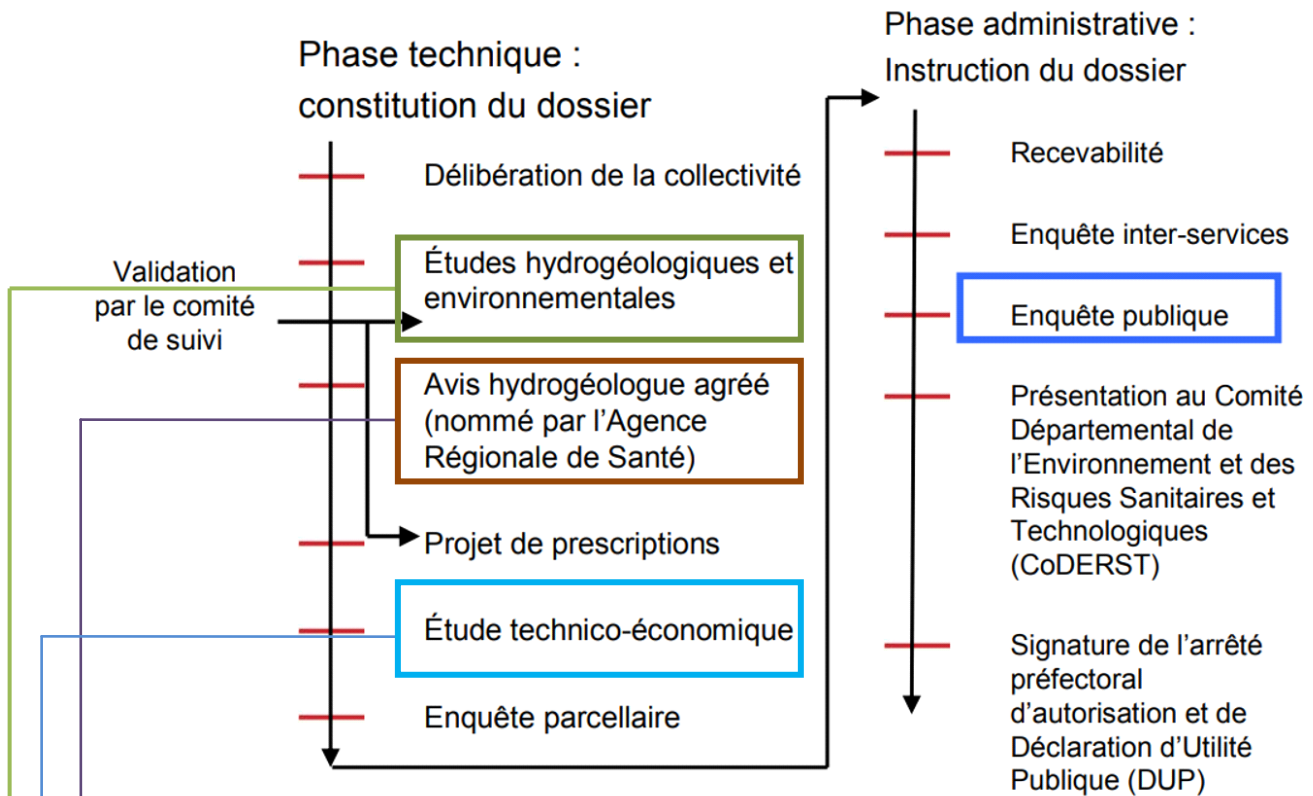 Phase technique :
constitution du dossier
Délibération de la collectivité
Études hydrogéologiques et
environnementales
Validation
par le comité
de suivi
Avis hydrogéologue agréé
(nommé par l’Agence
Régionale de Santé)
Projet de prescriptions
Étude technico-économique
Enquête parcellaire
Phase administrative :
Instruction du dossier
Recevabilité
Enquête inter-services
Enquête publique
Présentation au Comité
Départemental de
l’Environnement et des
Risques Sanitaires et
Technologiques
(CoDERST)
Signature de l’arrêté
préfectoral
d’autorisation et de
Déclaration d’Utilité
Publique (DUP)